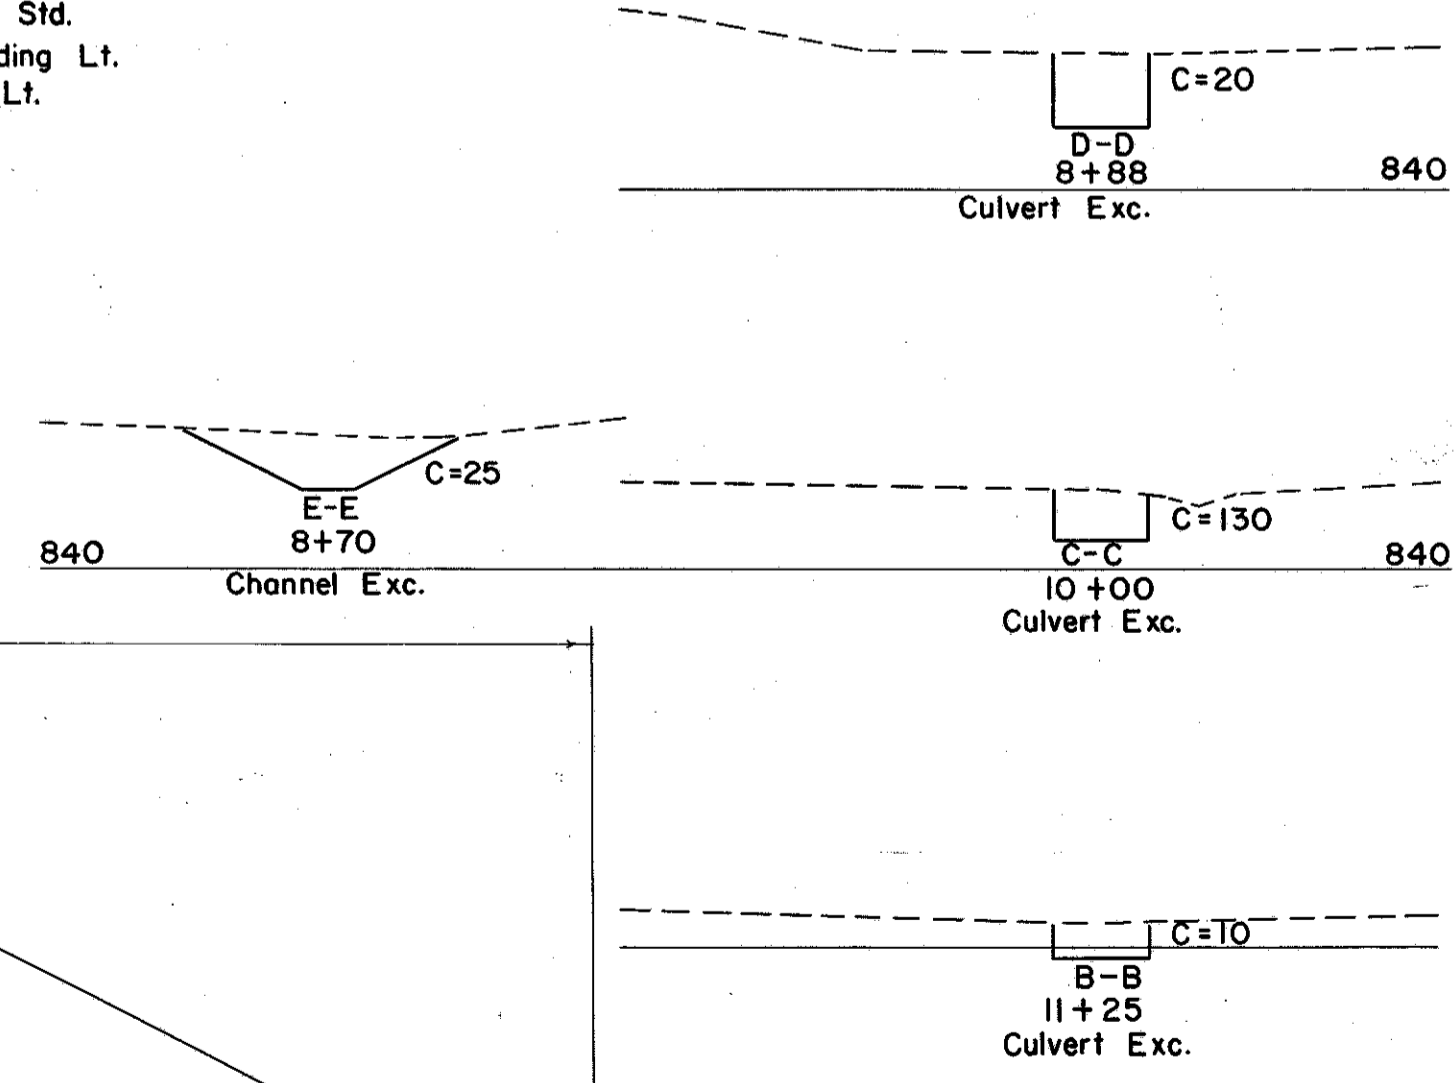 Std.
Lt.
Lt.
C=20
D-D
8+88
840
Culvert Exc.
C=25
E-E
8+70
840
Channel Exc.
C=130
C-C
840
10+00
Culvert Exc.
C=10
B-B
11+25
Culvert Exc.